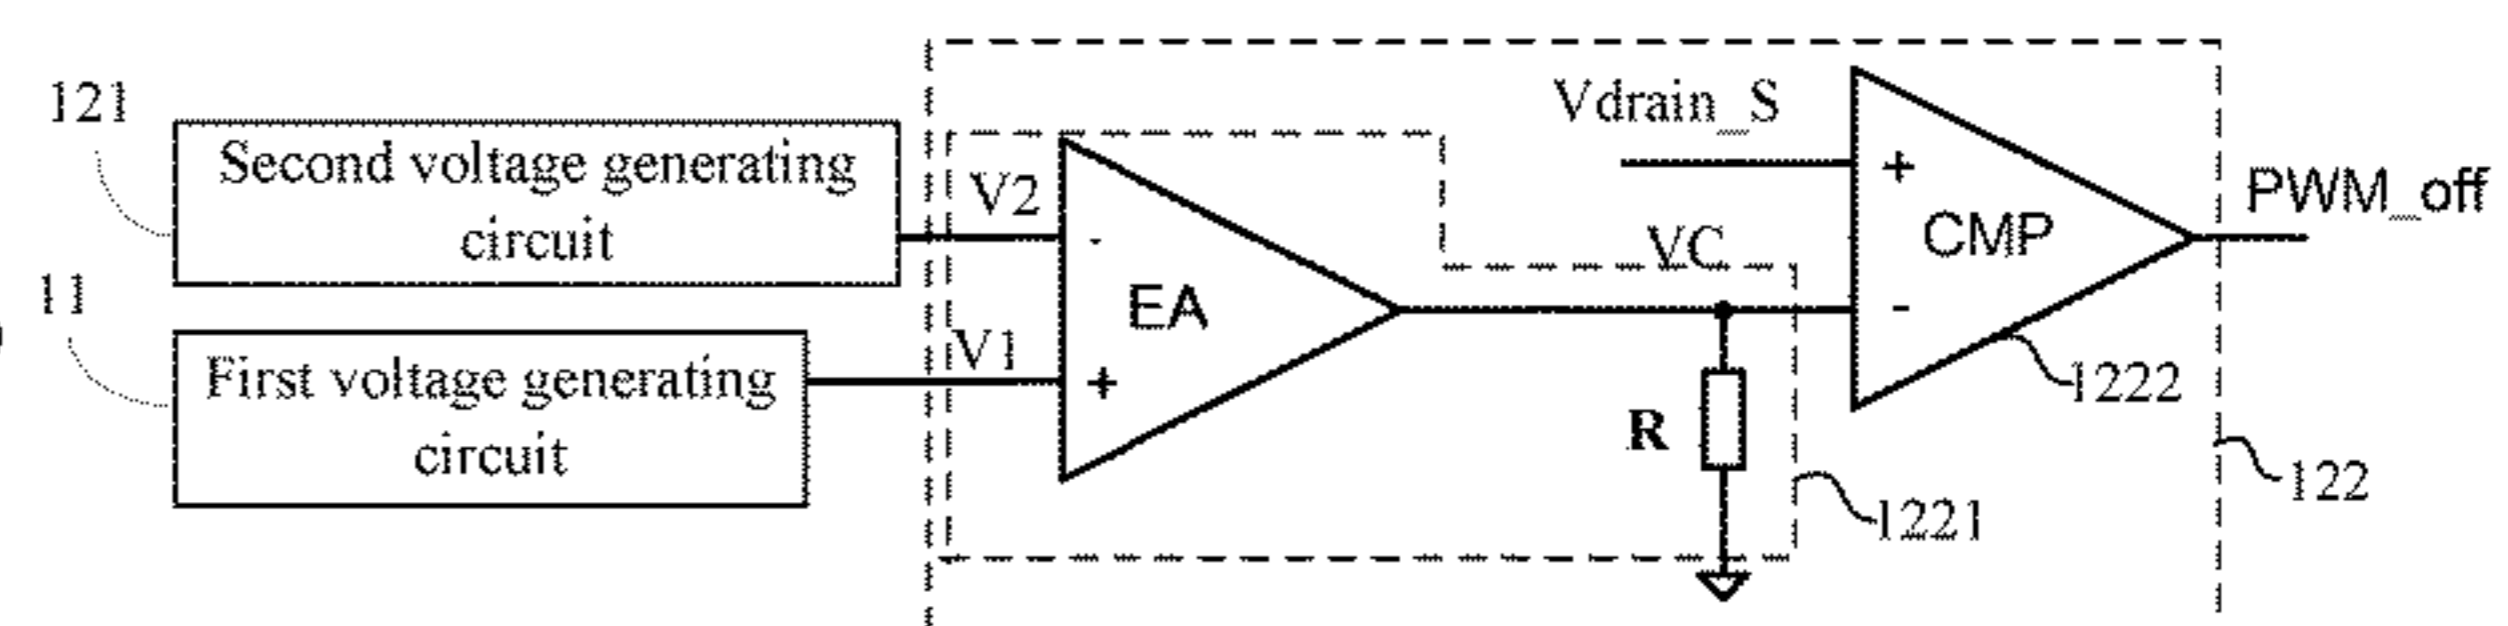 121
Second voltage generating
circuit
11
First voltage generating
circuit
V2
-
V1
+
EA
Vdrain_S
+
VC
-
CMP
PWM_off
R
1222
1221
122